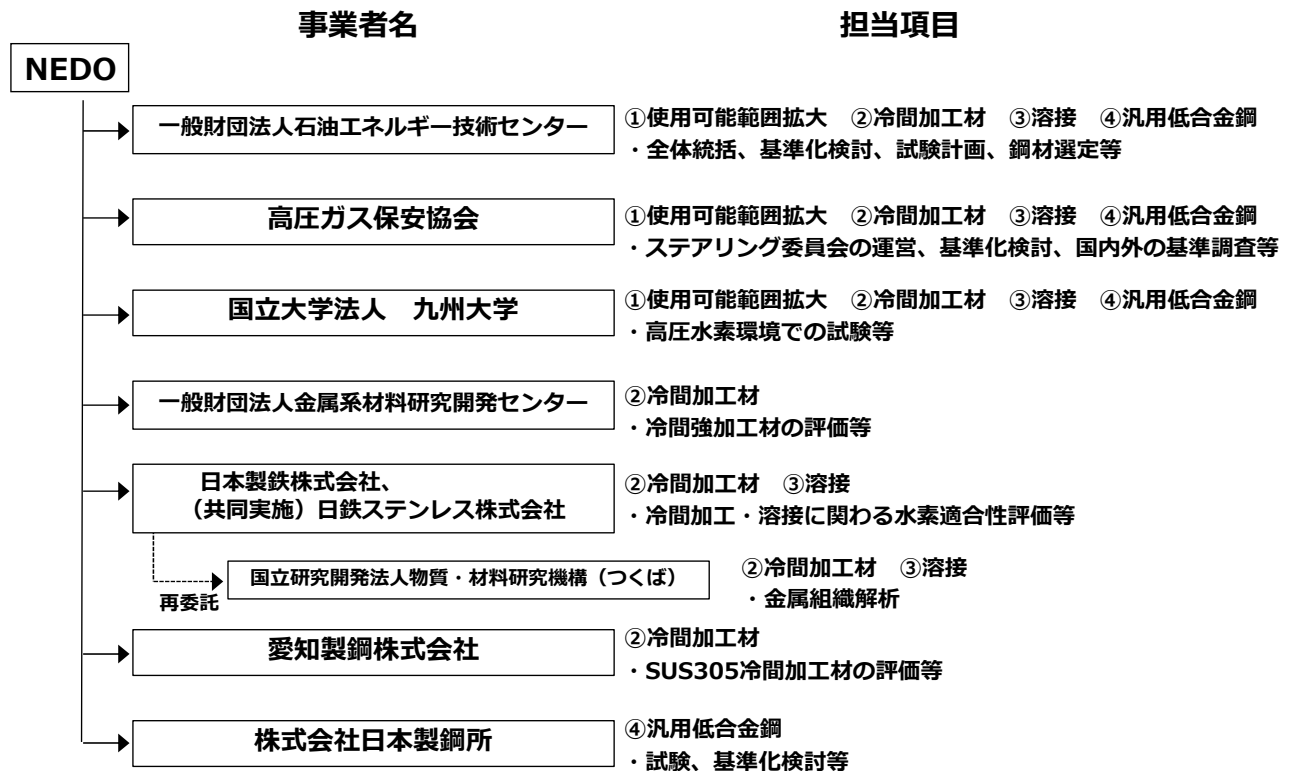 事業者名 担当項目
NEDO
一般財団法人石油エネルギー技術センター
①使用可能範囲拡大 ②冷間加工材 ③溶接 ④汎用低合金鋼
・全体統括、基準化検討、試験計画、鋼材選定等
高圧ガス保安協会
①使用可能範囲拡大 ②冷間加工材 ③溶接 ④汎用低合金鋼
・ステアリング委員会の運営、基準化検討、国内外の基準調査等
国立大学法人 九州大学
①使用可能範囲拡大 ②冷間加工材 ③溶接 ④汎用低合金鋼
・高圧水素環境での試験等
一般財団法人金属系材料研究開発センター
②冷間加工材
・冷間強加工材の評価等
日本製鉄株式会社、
（共同実施）日鉄ステンレス株式会社
②冷間加工材 ③溶接
・冷間加工・溶接に関わる水素適合性評価等
再委託
国立研究開発法人物質・材料研究機構（つくば）
②冷間加工材 ③溶接
・金属組織解析
愛知製鋼株式会社
②冷間加工材
・SUS305冷間加工材の評価等
株式会社日本製鋼所
④汎用低合金鋼
・試験、基準化検討等